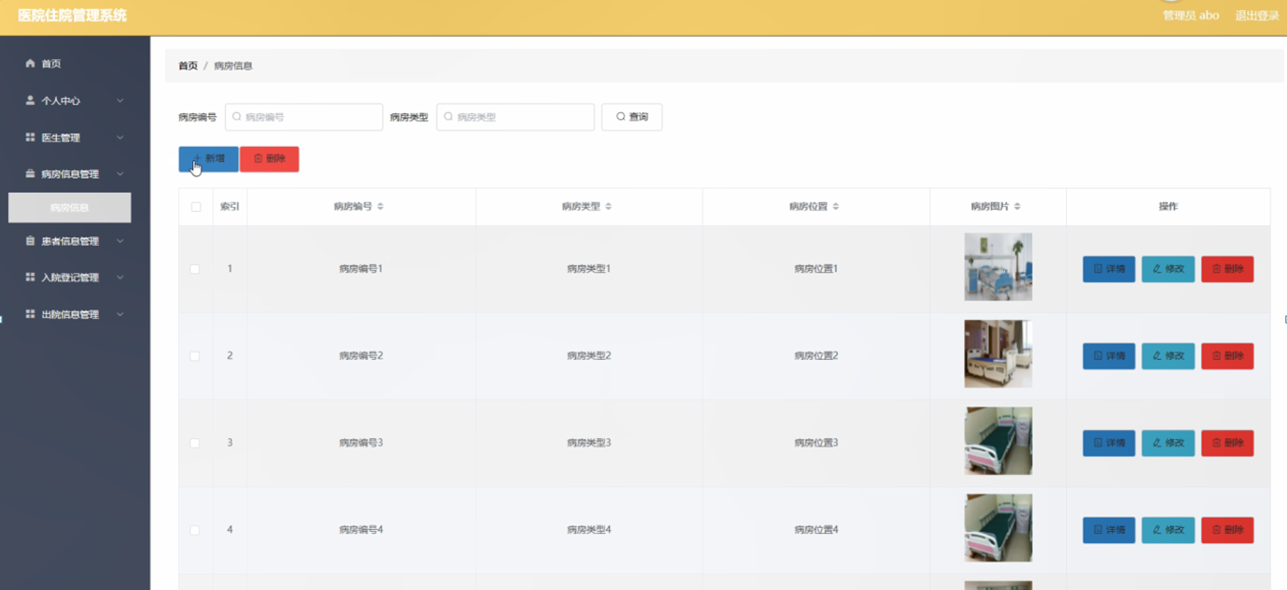 医院住院管理系统
管理员 abo 退出登录
首页
个人中心
医生管理
病房信息管理
病房信息
患者信息管理
入院登记管理
出院信息管理
首页 / 病房信息
病房编号 病房编号 病房类型 病房类型 查询
+ 新增 删除
索引 病房编号 病房类型 病房位置 病房图片 操作
1 病房编号1 病房类型1 病房位置1 详情 修改 删除
2 病房编号2 病房类型2 病房位置2 详情 修改 删除
3 病房编号3 病房类型3 病房位置3 详情 修改 删除
4 病房编号4 病房类型4 病房位置4 详情 修改 删除